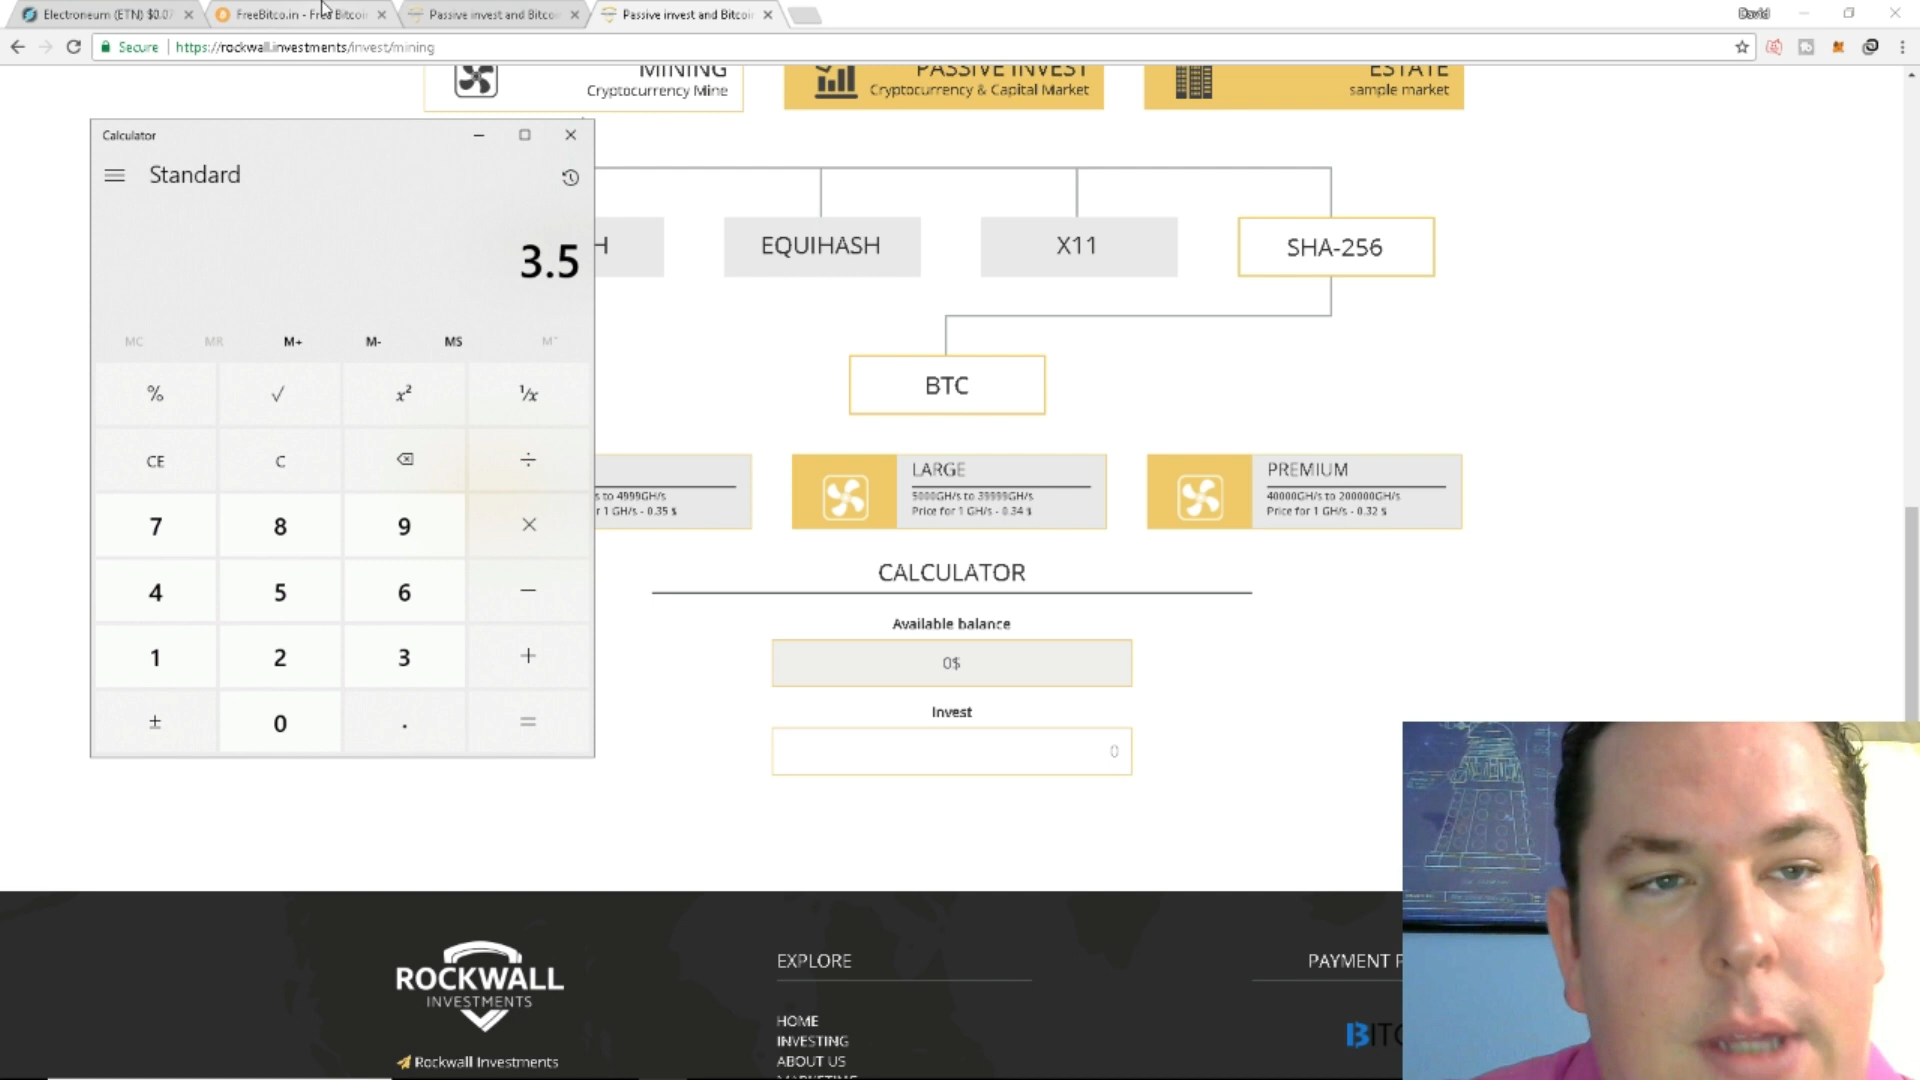 Electroneum (ETN) $0.07
FreeBitco.in - Free Bitcoin
Passive invest and Bitcoi
Passive invest and Bitcoin
David
Secure
https://rockwall.investments/invest/mining
MINING
Cryptocurrency Mine
PASSIVE INVEST
Cryptocurrency & Capital Market
ESTATE
sample market
Calculator
Standard
3.5
MC MR M+ M- MS
% √ x² ¹/x
CE C ÷
7 8 9 ×
4 5 6 −
1 2 3 +
± 0 . =
H
EQUIHASH
X11
SHA-256
BTC
s to 4999GH/s
r 1 GH/s - 0.35 $
LARGE
5000GH/s to 39999GH/s
Price for 1 GH/s - 0.34 $
PREMIUM
40000GH/s to 200000GH/s
Price for 1 GH/s - 0.32 $
CALCULATOR
Available balance
0$
Invest
0
ROCKWALL
INVESTMENTS
Rockwall Investments
EXPLORE
HOME
INVESTING
ABOUT US
MARKETING
PAYMENT P
BITC